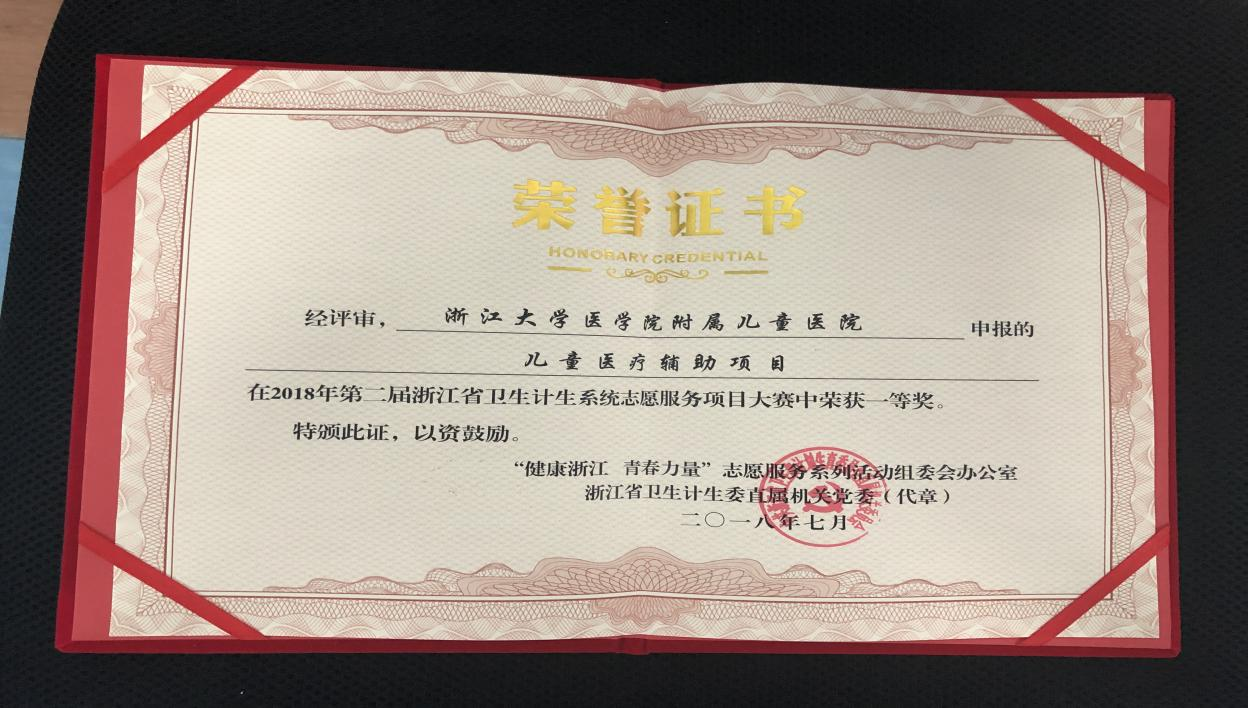 荣誉证书
HONORARY CREDENTIAL
经评审，浙江大学医学院附属儿童医院申报的
儿童医疗辅助项目
在2018年第二届浙江省卫生计生系统志愿服务项目大赛中荣获一等奖。
特颁此证，以资鼓励。
“健康浙江 青春力量”志愿服务系列活动组委会办公室
浙江省卫生计生委直属机关党委（代章）
二〇一八年七月